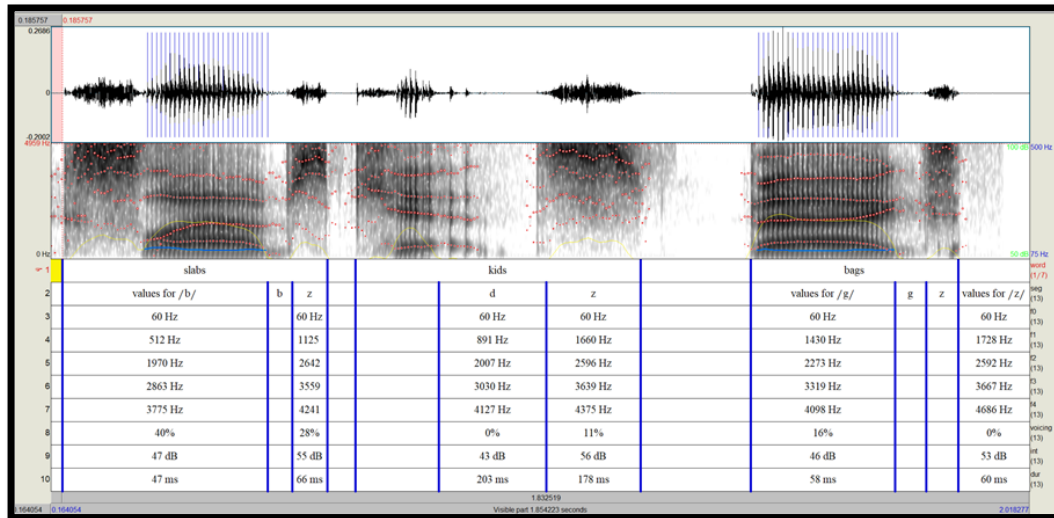 0.185757 0.185757
0.2686
0
-0.2002
4959 Hz 100 dB 500 Hz
0 Hz 50 dB 75 Hz
1 slabs kids bags word (1/7)
2 values for /b/ b z d z values for /g/ g z values for /z/ seg (13)
3 60 Hz 60 Hz 60 Hz 60 Hz 60 Hz 60 Hz f0 (13)
4 512 Hz 1125 891 Hz 1660 Hz 1430 Hz 1728 Hz f1 (13)
5 1970 Hz 2642 2007 Hz 2596 Hz 2273 Hz 2592 Hz f2 (13)
6 2863 Hz 3559 3030 Hz 3639 Hz 3319 Hz 3667 Hz f3 (13)
7 3775 Hz 4241 4127 Hz 4375 Hz 4098 Hz 4686 Hz f4 (13)
8 40% 28% 0% 11% 16% 0% voicing (13)
9 47 dB 55 dB 43 dB 56 dB 46 dB 53 dB int (13)
10 47 ms 66 ms 203 ms 178 ms 58 ms 60 ms dur (13)
1.832519
0.164054 0.164054 Visible part 1.854223 seconds 2.018277